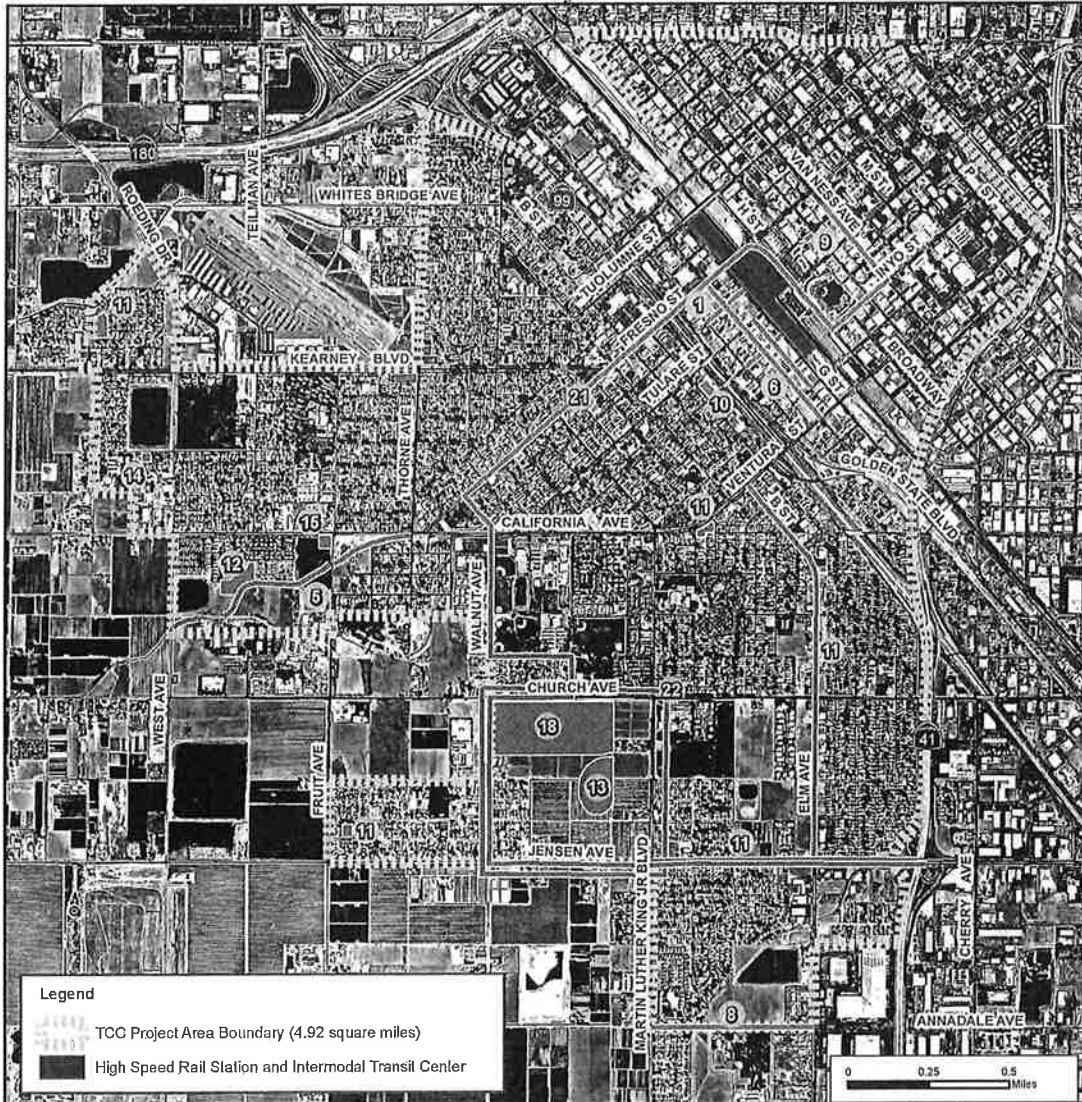 180
ROEDING DR
TEILMAN AVE
WHITES BRIDGE AVE
B ST
99
TUOLUMNE ST
VAN NESS AVE
M ST
P ST
9
INYO ST
FRESNO ST
7
11
KEARNEY BLVD
TULARE ST
G ST
BROADWAY
6
21
10
THORNE AVE
VENTURA
GOLDEN STATE BLVD
14
15
CALIFORNIA AVE
11
B ST
12
5
WALNUT AVE
11
CHURCH AVE
22
WEST AVE
18
41
FRUIT AVE
13
ELM AVE
11
JENSEN AVE
11
MARTIN LUTHER KING JR BLVD
CHERRY AVE
8
ANNADALE AVE
Legend
TCC Project Area Boundary (4.92 square miles)
High Speed Rail Station and Intermodal Transit Center
0 0.25 0.5
Miles